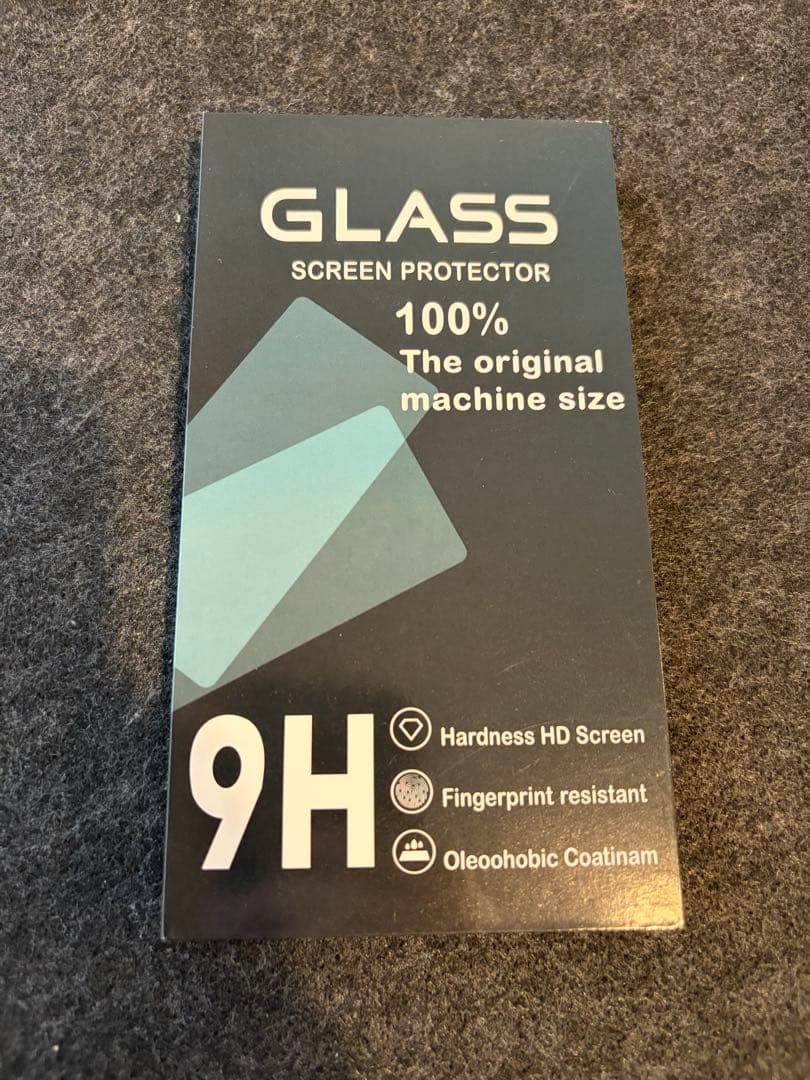 GLASS
SCREEN PROTECTOR
100%
The original
machine size
9H
Hardness HD Screen
Fingerprint resistant
Oleoohobic Coatinam